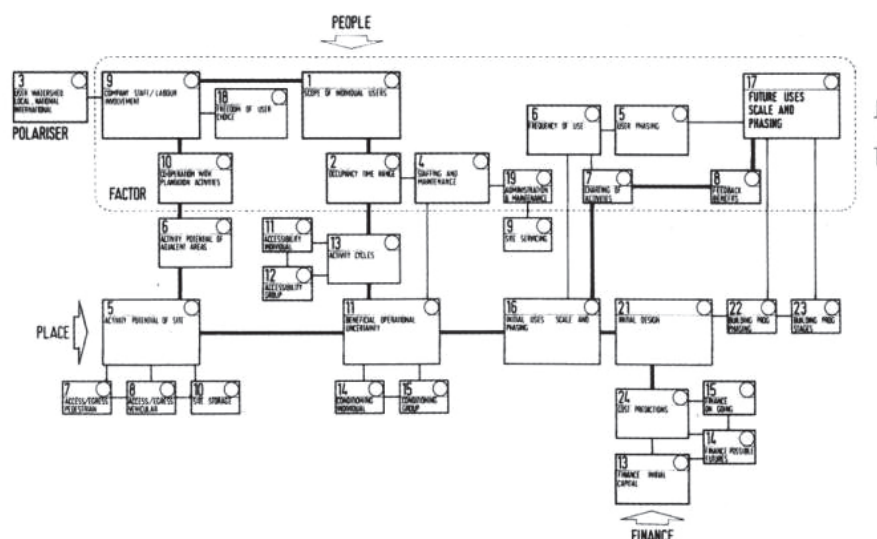 PEOPLE
3
USER WATERSHED
LOCAL, NATIONAL
INTERNATIONAL
POLARISER
9
COMPANY STAFF/LABOUR
INVOLVEMENT
18
FREEDOM OF USER
CHOICE
1
SCOPE OF INDIVIDUAL USERS
6
FREQUENCY OF USE
5
USER PHASING
17
FUTURE USES
SCALE AND
PHASING
10
CO-OPERATION WITH
PLANTATION ACTIVITIES
2
OCCUPANCY TIME RANGE
4
STAFFING AND
MAINTENANCE
19
ADMINISTRATION
& MAINTENANCE
7
CHARTING OF
ACTIVITIES
8
FEEDBACK
BENEFITS
FACTOR
6
ACTIVITY POTENTIAL OF
ADJACENT AREAS
11
ACCESSIBILITY
INDIVIDUAL
12
ACCESSIBILITY
GROUP
13
ACTIVITY CYCLES
9
SITE SERVICING
PLACE
5
ACTIVITY POTENTIAL OF SITE
11
BENEFICIAL OPERATIONAL
UNCERTAINTY
16
INITIAL USES SCALE AND
PHASING
21
INITIAL DESIGN
22
BUILDING PROG
PHASING
23
BUILDING PROG
STAGES
7
ACCESS/EGRESS
PEDESTRIAN
8
ACCESS/EGRESS
VEHICULAR
10
SITE STORAGE
14
CONDITIONING
INDIVIDUAL
15
CONDITIONING
GROUP
24
COST PREDICTIONS
15
FINANCE
ON GOING
14
FINANCE POSSIBLE
FUTURES
13
FINANCE INITIAL
CAPITAL
FINANCE